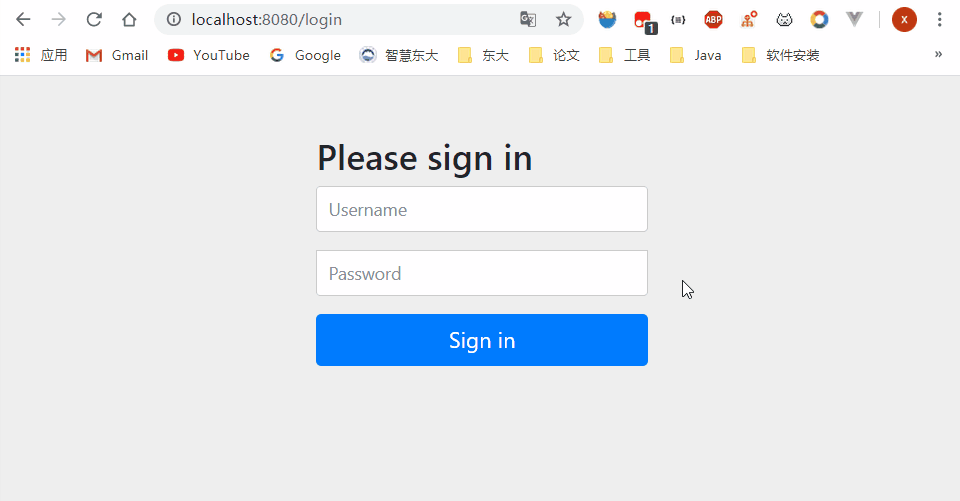 localhost:8080/login
1
{≡}
ABP
x
应用 Gmail YouTube Google 智慧东大 东大 论文 工具 Java 软件安装 »
Please sign in
Username
Password
Sign in